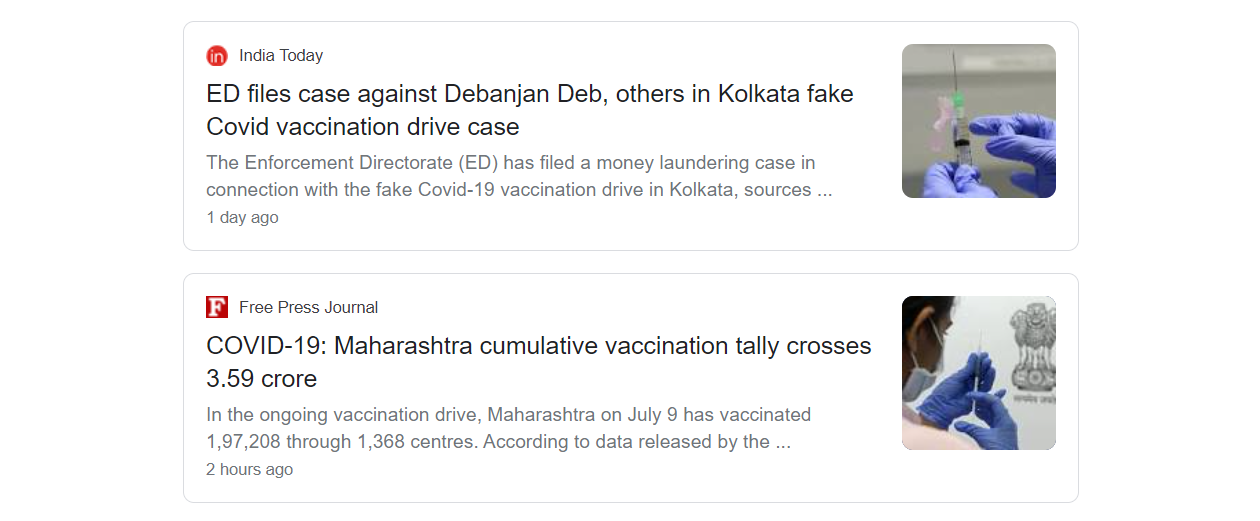 in India Today
ED files case against Debanjan Deb, others in Kolkata fake
Covid vaccination drive case
The Enforcement Directorate (ED) has filed a money laundering case in
connection with the fake Covid-19 vaccination drive in Kolkata, sources ...
1 day ago
F Free Press Journal
COVID-19: Maharashtra cumulative vaccination tally crosses
3.59 crore
In the ongoing vaccination drive, Maharashtra on July 9 has vaccinated
1,97,208 through 1,368 centres. According to data released by the ...
2 hours ago